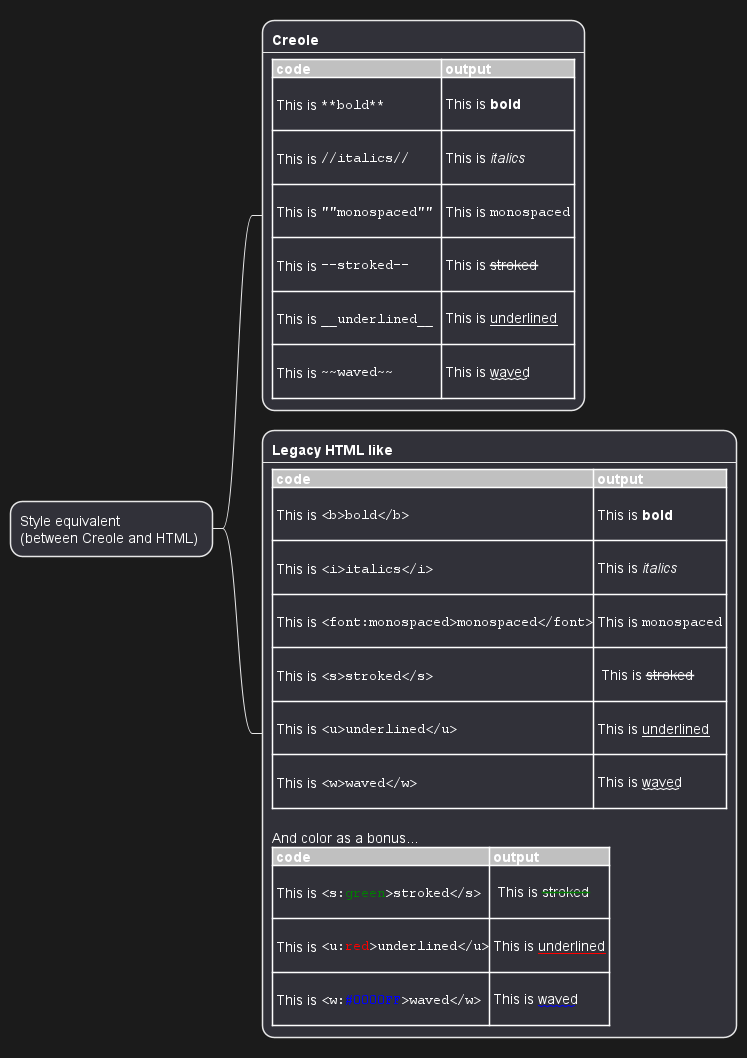 Creole
code output
This is **bold** This is bold
This is //italics// This is italics
This is ""monospaced"" This is monospaced
This is --stroked-- This is stroked
This is __underlined__ This is underlined
This is ~~waved~~ This is waved
Style equivalent
(between Creole and HTML)
Legacy HTML like
code output
This is <b>bold</b> This is bold
This is <i>italics</i> This is italics
This is <font:monospaced>monospaced</font> This is monospaced
This is <s>stroked</s> This is stroked
This is <u>underlined</u> This is underlined
This is <w>waved</w> This is waved
And color as a bonus...
code output
This is <s:green>stroked</s> This is stroked
This is <u:red>underlined</u> This is underlined
This is <w:#0000FF>waved</w> This is waved